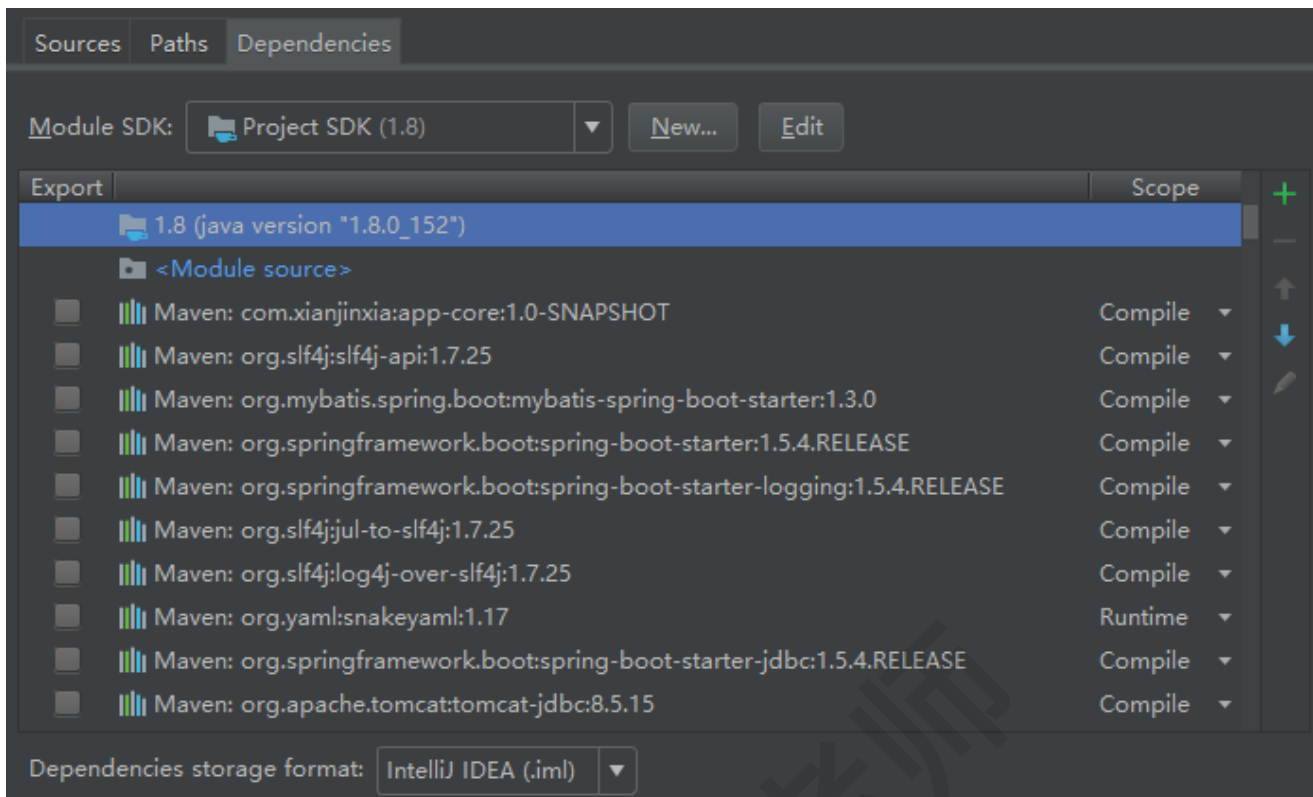 Sources Paths Dependencies
Module SDK: Project SDK (1.8) New... Edit
Export Scope
1.8 (java version "1.8.0_152")
<Module source>
Maven: com.xianjinxia:app-core:1.0-SNAPSHOT Compile
Maven: org.slf4j:slf4j-api:1.7.25 Compile
Maven: org.mybatis.spring.boot:mybatis-spring-boot-starter:1.3.0 Compile
Maven: org.springframework.boot:spring-boot-starter:1.5.4.RELEASE Compile
Maven: org.springframework.boot:spring-boot-starter-logging:1.5.4.RELEASE Compile
Maven: org.slf4j:jul-to-slf4j:1.7.25 Compile
Maven: org.slf4j:log4j-over-slf4j:1.7.25 Compile
Maven: org.yaml:snakeyaml:1.17 Runtime
Maven: org.springframework.boot:spring-boot-starter-jdbc:1.5.4.RELEASE Compile
Maven: org.apache.tomcat:tomcat-jdbc:8.5.15 Compile
Dependencies storage format: IntelliJ IDEA (.iml)